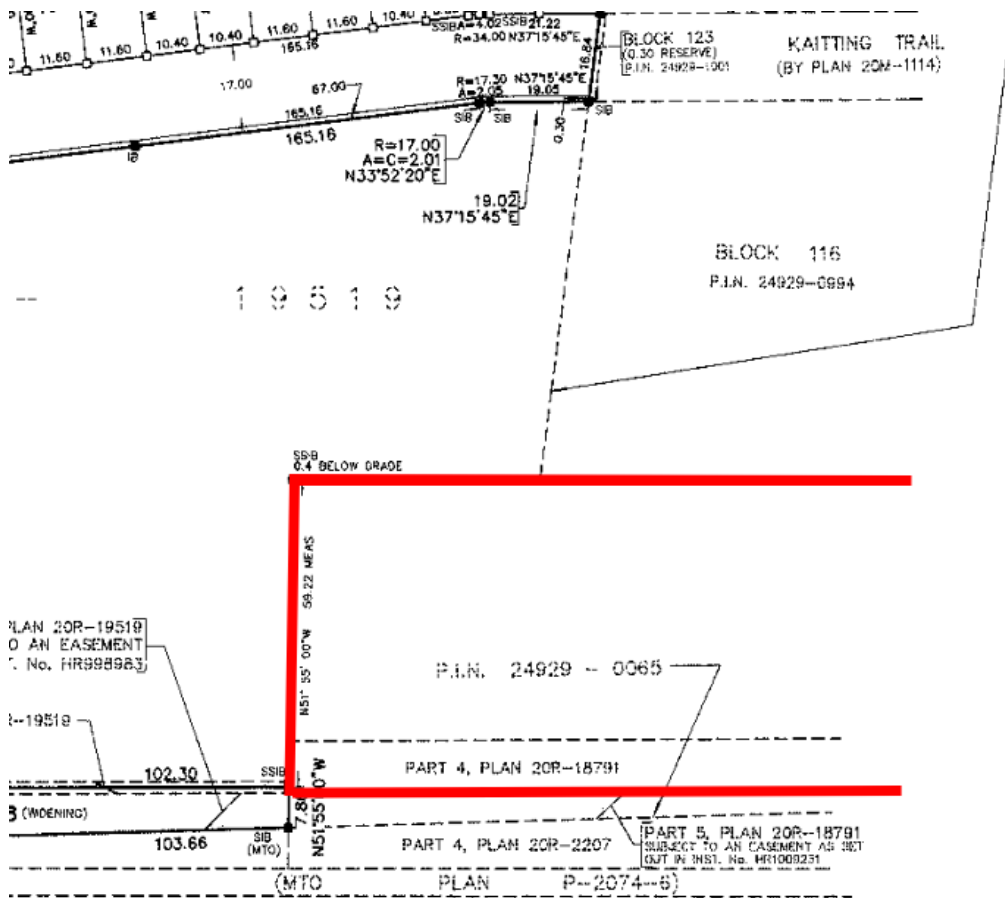 11.60
11.60
10.40
10.40
11.60
11.60
10.40
165.16
SSIB
A=4.02
SSIB
21.22
R=34.00
N37°15'45"E
16.84
BLOCK 123
(0.30 RESERVE)
P.I.N. 24929-1001
KAITTING TRAIL
(BY PLAN 20M-1114)
17.00
67.00
R=17.30
N37°15'45"E
A=2.05
19.05
SIB
SIB
SIB
0.30
165.16
165.16
IB
R=17.00
A=C=2.01
N33°52'20"E
19.02
N37°15'45"E
BLOCK 116
P.I.N. 24929-0994
-- 19519
SSIB
0.4 BELOW GRADE
N51° 55' 00"W 59.22 MEAS
PLAN 20R-19519
O AN EASEMENT
T. No. HR998983
R-19519
P.I.N. 24929 - 0065
102.30
SSIB
PART 4, PLAN 20R-18791
(WIDENING)
103.66
SIB
(MTO)
PART 4, PLAN 20R-2207
PART 5, PLAN 20R-18791
SUBJECT TO AN EASEMENT AS SET
OUT IN INST. No. HR1009231
(MTO PLAN P-2074-6)